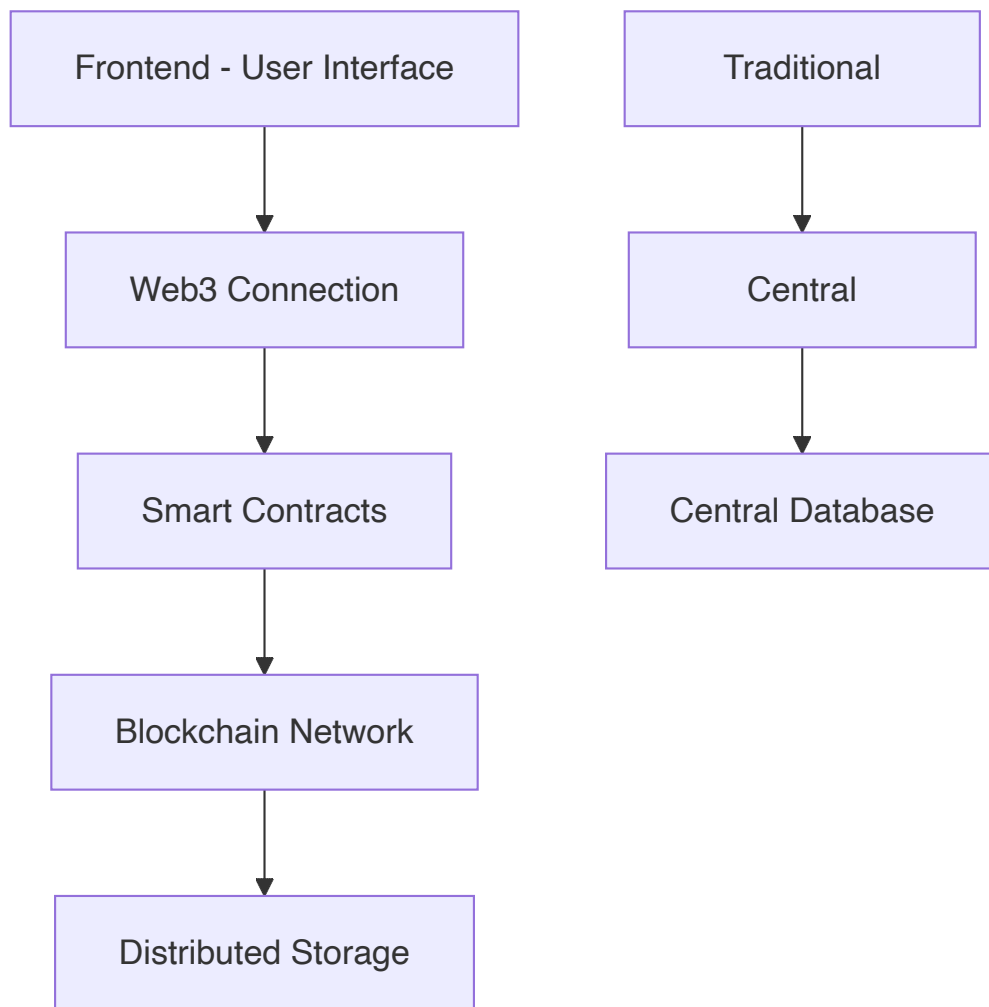 Frontend - User Interface
Web3 Connection
Smart Contracts
Blockchain Network
Distributed Storage
Traditional
Central
Central Database